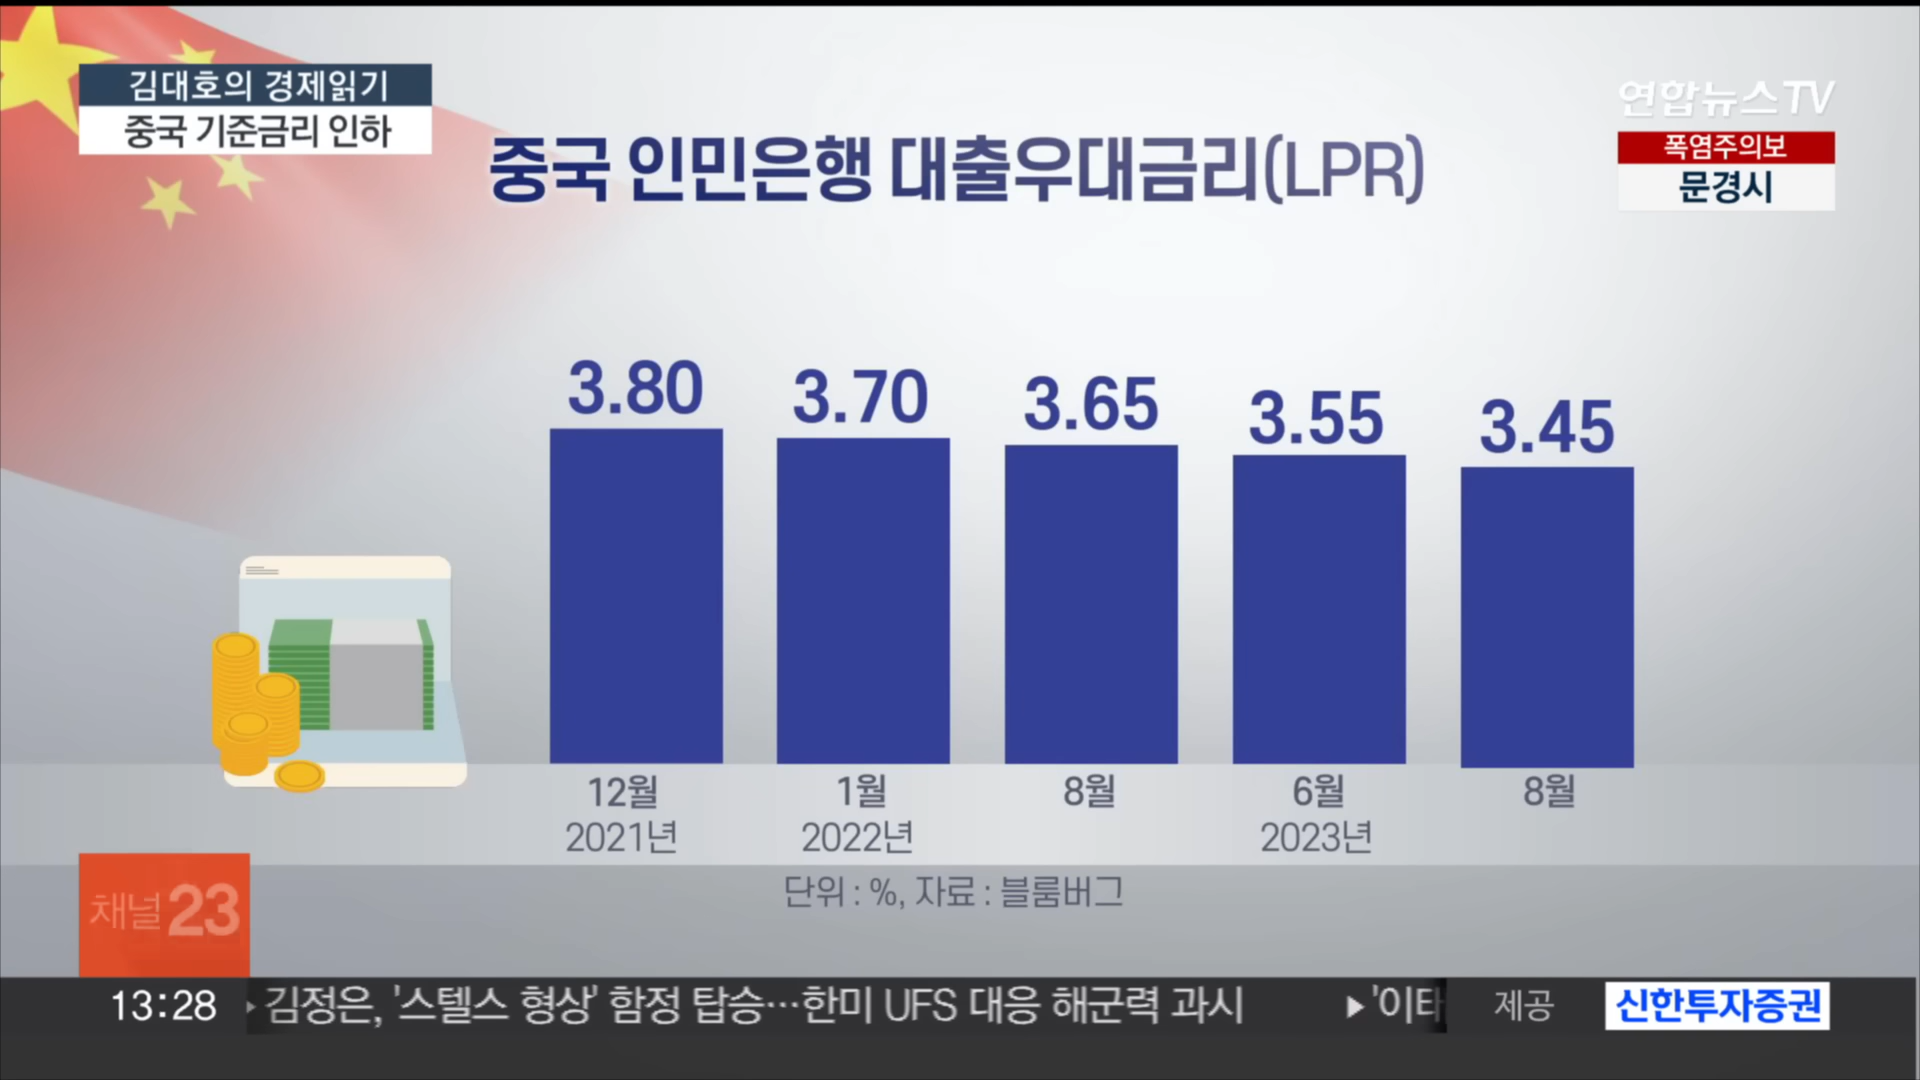 김대호의 경제읽기
중국 기준금리 인하
연합뉴스TV
폭염주의보
문경시
중국 인민은행 대출우대금리(LPR)
3.80
3.70
3.65
3.55
3.45
12월
1월
8월
6월
8월
2021년
2022년
2023년
단위 : %, 자료 : 블룸버그
채널 23
13:28
▶김정은, '스텔스 형상' 함정 탑승…한미 UFS 대응 해군력 과시 ▶'이타
제공
신한투자증권